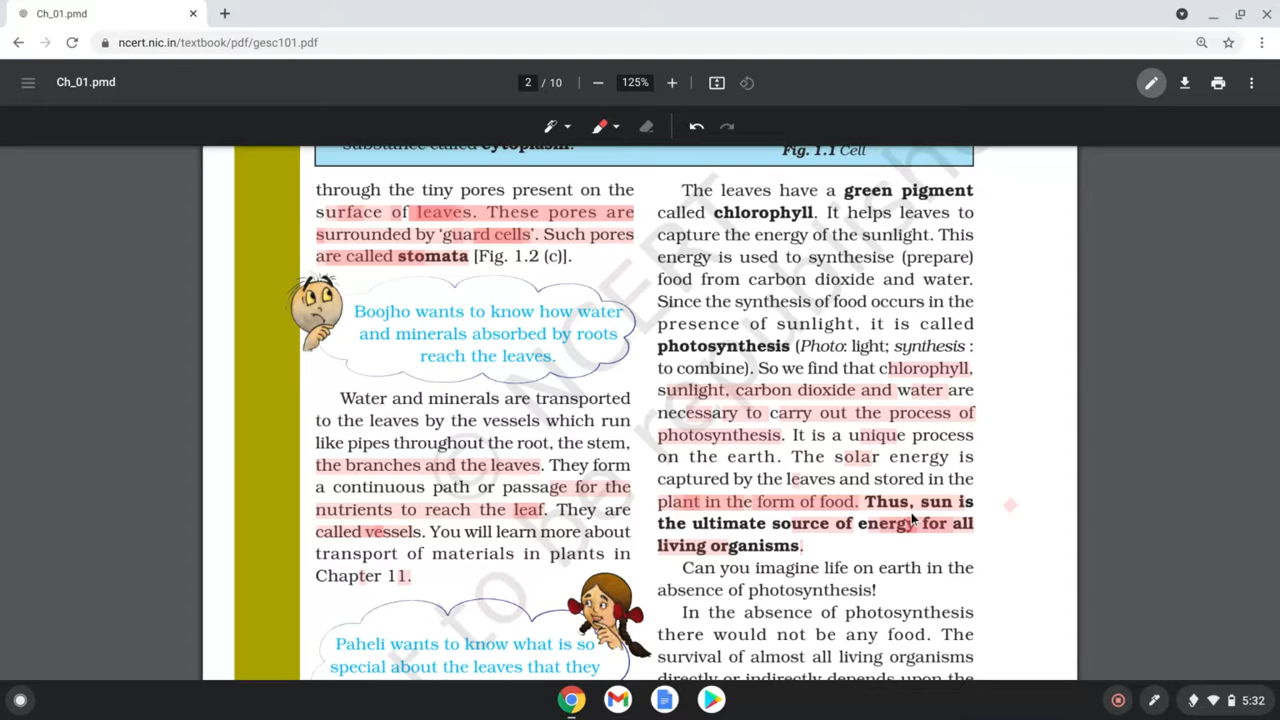 Ch_01.pmd
ncert.nic.in/textbook/pdf/gesc101.pdf
Ch_01.pmd
2 / 10
125%
substance called cytoplasm.
Fig. 1.1 Cell
through the tiny pores present on the
surface of leaves. These pores are
surrounded by ‘guard cells’. Such pores
are called stomata [Fig. 1.2 (c)].
Boojho wants to know how water
and minerals absorbed by roots
reach the leaves.
Water and minerals are transported
to the leaves by the vessels which run
like pipes throughout the root, the stem,
the branches and the leaves. They form
a continuous path or passage for the
nutrients to reach the leaf. They are
called vessels. You will learn more about
transport of materials in plants in
Chapter 11.
Paheli wants to know what is so
special about the leaves that they
The leaves have a green pigment
called chlorophyll. It helps leaves to
capture the energy of the sunlight. This
energy is used to synthesise (prepare)
food from carbon dioxide and water.
Since the synthesis of food occurs in the
presence of sunlight, it is called
photosynthesis (Photo: light; synthesis :
to combine). So we find that chlorophyll,
sunlight, carbon dioxide and water are
necessary to carry out the process of
photosynthesis. It is a unique process
on the earth. The solar energy is
captured by the leaves and stored in the
plant in the form of food. Thus, sun is
the ultimate source of energy for all
living organisms.
Can you imagine life on earth in the
absence of photosynthesis!
In the absence of photosynthesis
there would not be any food. The
survival of almost all living organisms
directly or indirectly depends upon the
© NCERT
to be republished
5:32